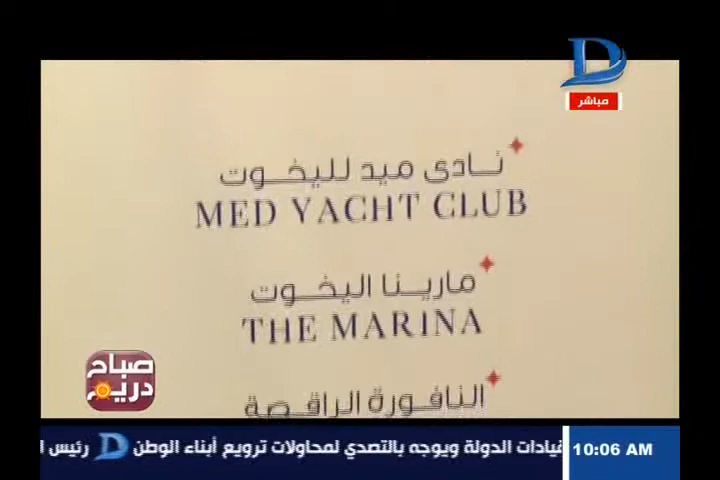 مباشر
نادى ميد لليخوت
MED YACHT CLUB
مارينا اليخوت
THE MARINA
النافورة الراقصة
صباح
دريم
قيادات الدولة ويوجه بالتصدي لمحاولات ترويع أبناء الوطن
رئيس
10:06 AM